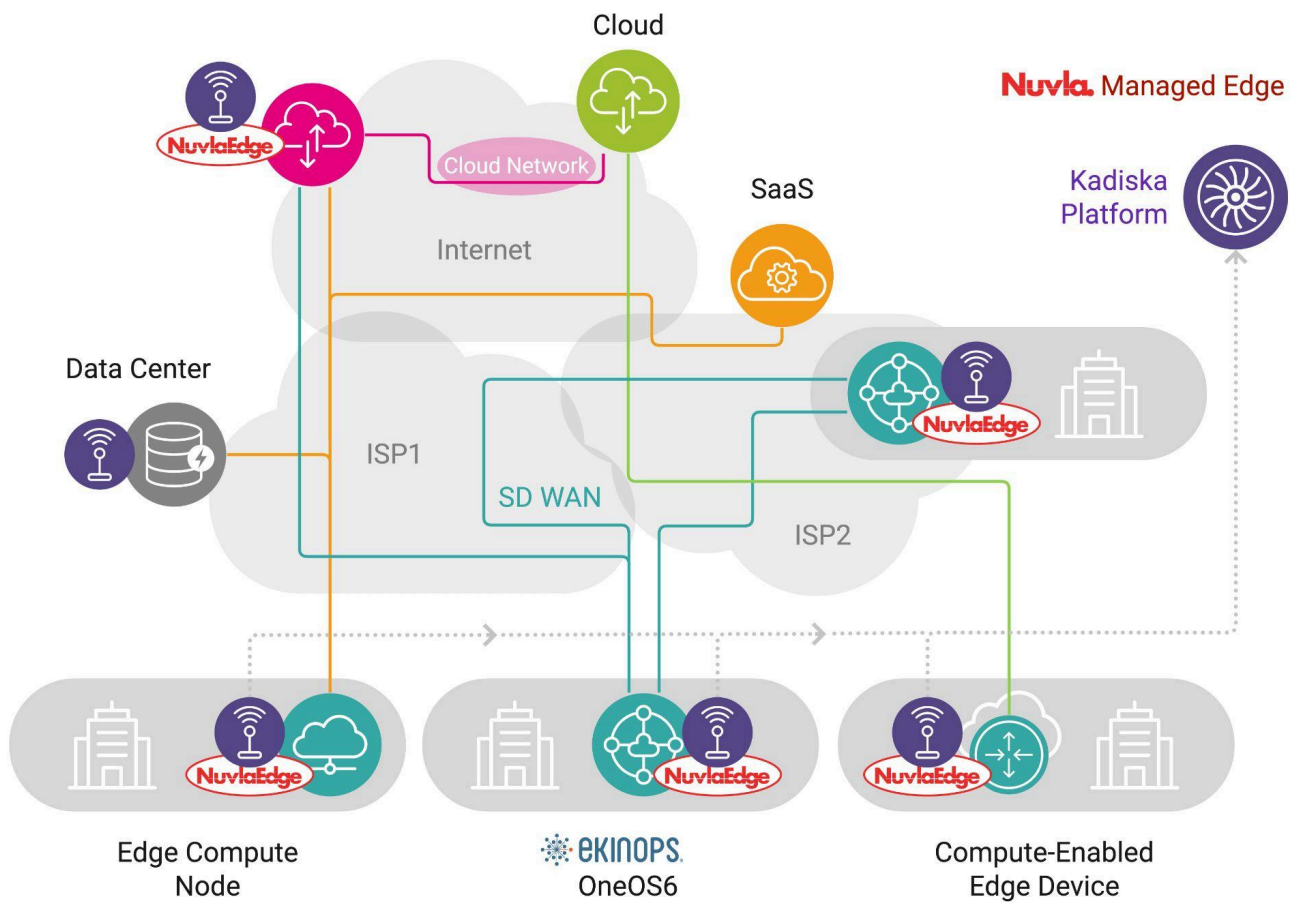 Cloud
Nuvla. Managed Edge
NuvlaEdge
Cloud Network
Kadiska
Platform
SaaS
Internet
Data Center
NuvlaEdge
ISP1
SD WAN
ISP2
NuvlaEdge
NuvlaEdge
NuvlaEdge
Edge Compute
Node
eKINOPS.
OneOS6
Compute-Enabled
Edge Device